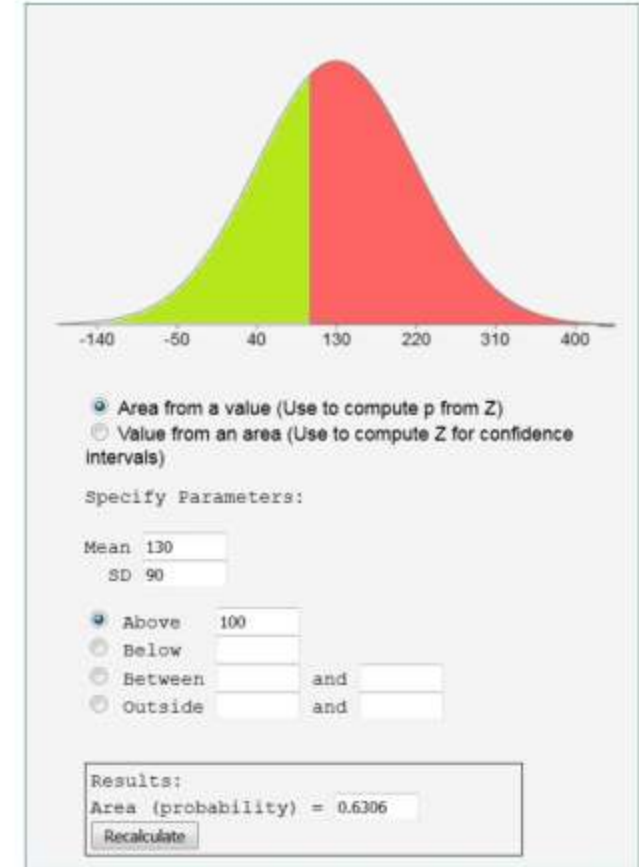 -140 -50 40 130 220 310 400
Area from a value (Use to compute p from Z)
Value from an area (Use to compute Z for confidence
intervals)
Specify Parameters:
Mean 130
SD 90
Above 100
Below
Between and
Outside and
Results:
Area (probability) = 0.6306
Recalculate